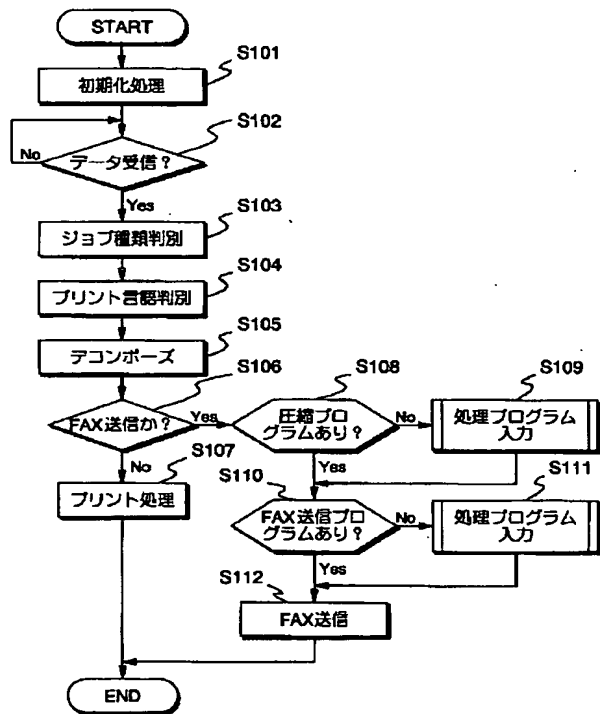 START
S101
初期化処理
S102
No
データ受信?
Yes
S103
ジョブ種類判別
S104
プリント言語判別
S105
デコンポーズ
S106
FAX送信か?
Yes
No
S107
プリント処理
S108
圧縮プロ
グラムあり?
No
Yes
S109
処理プログラム
入力
S110
FAX送信プロ
グラムあり?
No
Yes
S111
処理プログラム
入力
S112
FAX送信
END